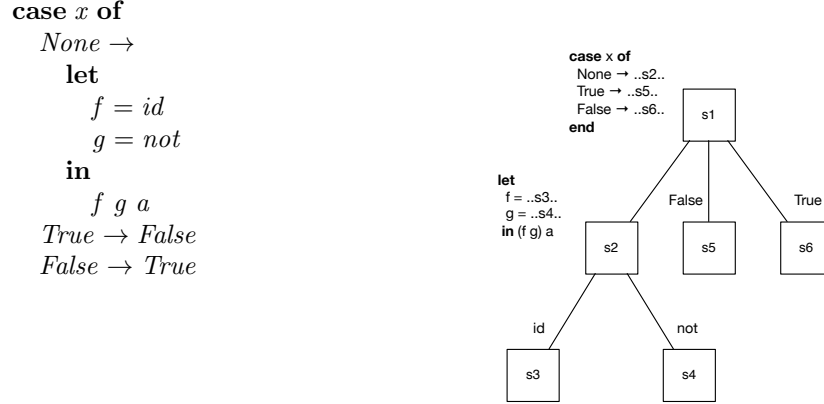 case x of
None →
let
f = id
g = not
in
f g a
True → False
False → True
case x of
None → ..s2..
True → ..s5..
False → ..s6..
end
s1
let
f = ..s3..
g = ..s4..
in (f g) a
False
True
s2
s5
s6
id
not
s3
s4